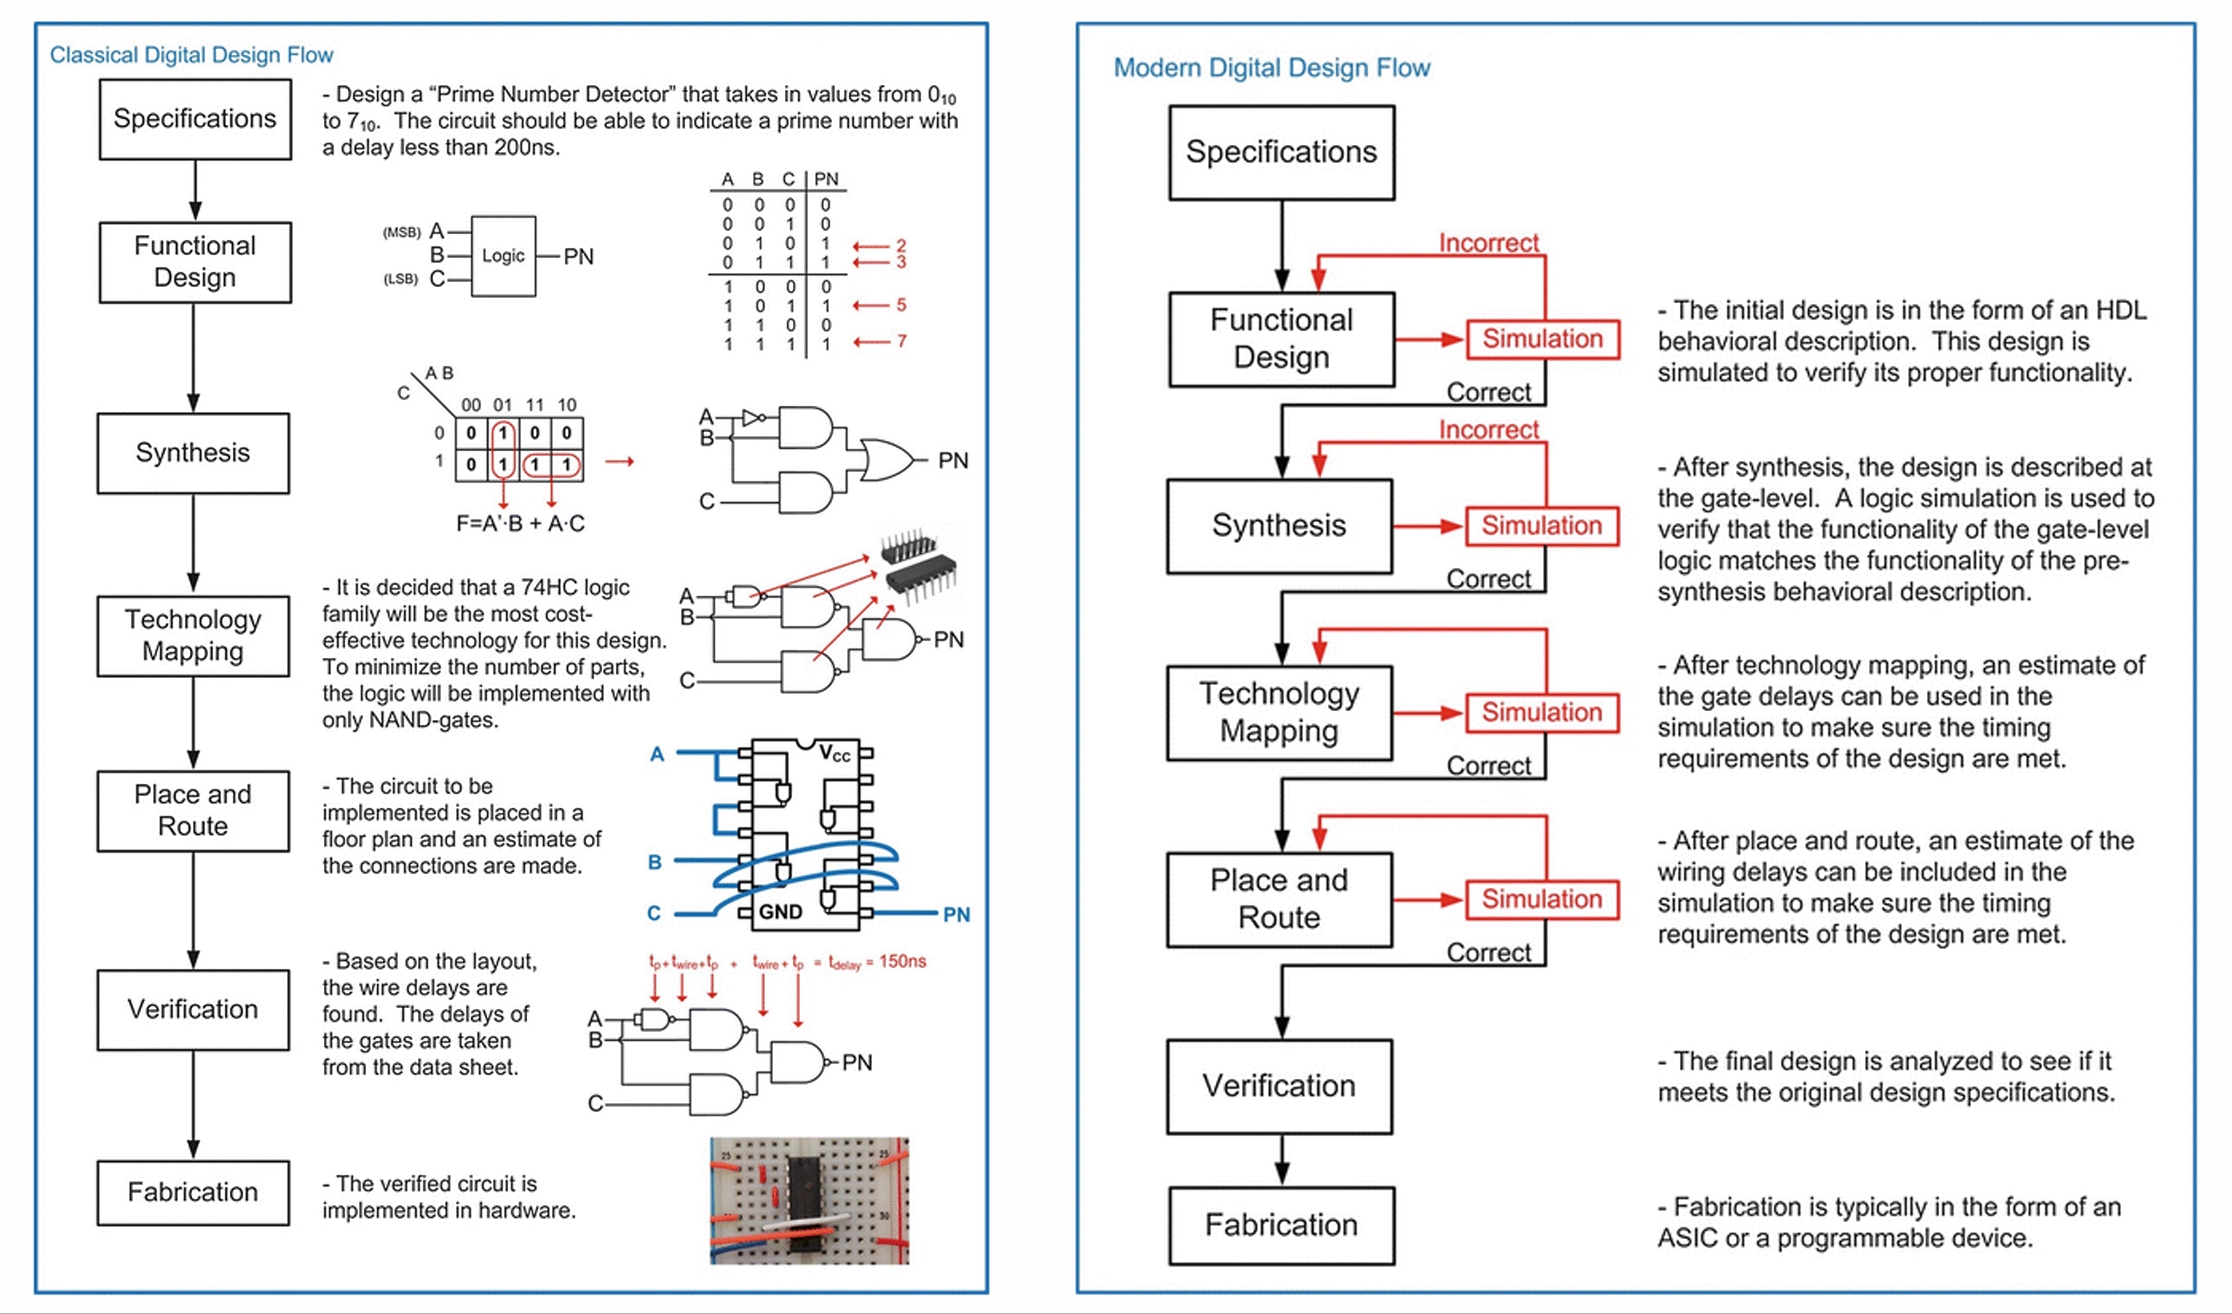 Classical Digital Design Flow
Specifications
- Design a “Prime Number Detector” that takes in values from 0₁₀
to 7₁₀.  The circuit should be able to indicate a prime number with
a delay less than 200ns.
Functional
Design
(MSB) A
B
(LSB) C
Logic
PN
A B C PN
0 0 0 0
0 0 1 0
0 1 0 1 2
0 1 1 1 3
1 0 0 0
1 0 1 1 5
1 1 0 0
1 1 1 1 7
Synthesis
A B
C
00 01 11 10
0 0 1 0 0
1 0 1 1 1
F=A'·B + A·C
A
B
C
PN
Technology
Mapping
- It is decided that a 74HC logic
family will be the most cost-
effective technology for this design.
To minimize the number of parts,
the logic will be implemented with
only NAND-gates.
A
B
C
PN
Place and
Route
- The circuit to be
implemented is placed in a
floor plan and an estimate of
the connections are made.
A
B
C
VCC
GND
PN
Verification
- Based on the layout,
the wire delays are
found.  The delays of
the gates are taken
from the data sheet.
tp+twire+tp + twire+tp = tdelay = 150ns
A
B
C
PN
Fabrication
- The verified circuit is
implemented in hardware.
25
25
30
Modern Digital Design Flow
Specifications
Incorrect
Functional
Design
Simulation
Correct
- The initial design is in the form of an HDL
behavioral description.  This design is
simulated to verify its proper functionality.
Incorrect
Synthesis
Simulation
Correct
- After synthesis, the design is described at
the gate-level.  A logic simulation is used to
verify that the functionality of the gate-level
logic matches the functionality of the pre-
synthesis behavioral description.
Technology
Mapping
Simulation
Correct
- After technology mapping, an estimate of
the gate delays can be used in the
simulation to make sure the timing
requirements of the design are met.
Place and
Route
Simulation
Correct
- After place and route, an estimate of the
wiring delays can be included in the
simulation to make sure the timing
requirements of the design are met.
Verification
- The final design is analyzed to see if it
meets the original design specifications.
Fabrication
- Fabrication is typically in the form of an
ASIC or a programmable device.